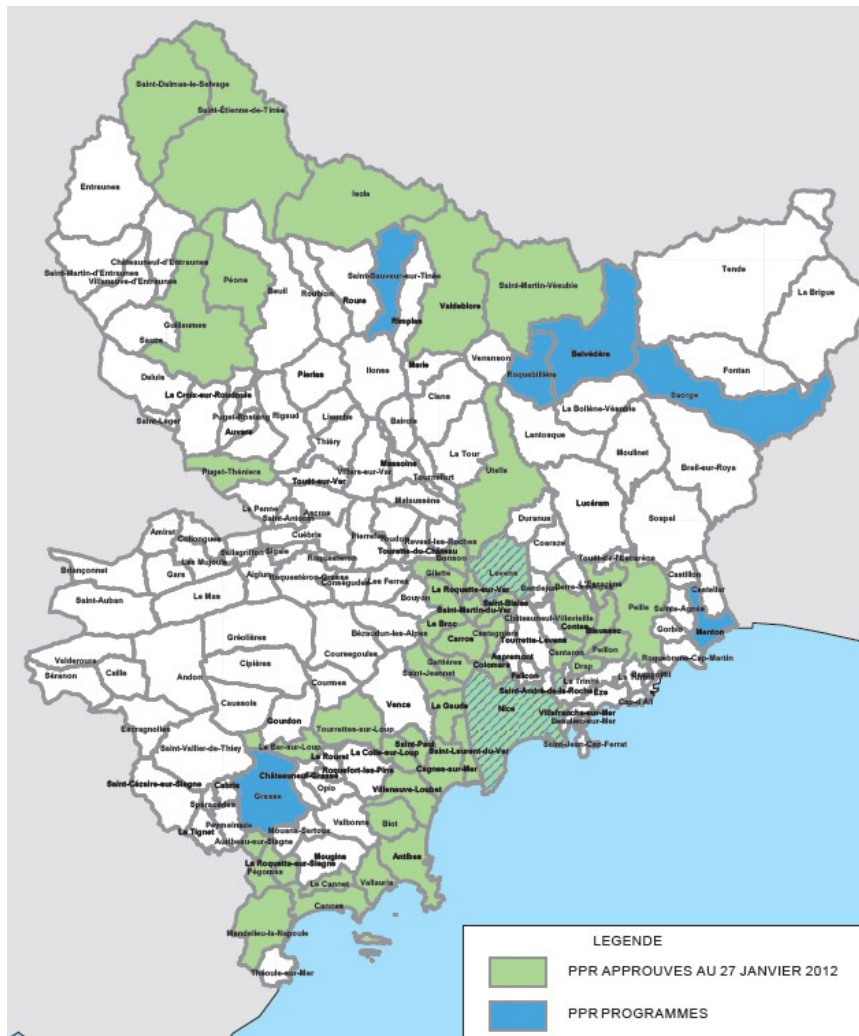 Saint-Dalmas-le-Selvage
Saint-Étienne-de-Tinée
Isola
Entraunes
Châteauneuf-d'Entraunes
Saint-Martin-d'Entraunes
Villeneuve-d'Entraunes
Péone
Beuil
Roubion
Roure
Saint-Sauveur-sur-Tinée
Rimplas
Valdeblore
Saint-Martin-Vésubie
Tende
La Brigue
Guillaumes
Sauze
Daluis
Pierlas
Ilonse
Marie
Venanson
Roquebillière
Belvédère
Saorge
Fontan
La Croix-sur-Roudoule
Saint-Léger
Puget-Rostang
Rigaud
Lieuche
Auvare
Thiéry
Bairols
Clans
La Tour
Lantosque
La Bollène-Vésubie
Moulinet
Breil-sur-Roya
Puget-Théniers
Touët-sur-Var
Villars-sur-Var
Massoins
Tournefort
Malaussène
Utelle
Lucéram
Sospel
La Penne
Saint-Antonin
Ascros
Cuébris
Pierrefeu
Toudon
Revest-les-Roches
Tourette-du-Château
Bonson
Duranus
Coaraze
Touët-de-l'Escarène
Amirat
Collongues
Briançonnet
Gars
Les Mujouls
Sallagriffon
Sigale
Aiglun
Roquesteron
Roquestéron-Grasse
Conségudes
Les Ferres
Bouyon
Gilette
Levens
La Roquette-sur-Var
Saint-Blaise
Saint-Martin-du-Var
Bendejun
Berre-les-Alpes
L'Escarène
Peille
Castillon
Castellar
Sainte-Agnès
Gorbio
Menton
Roquebrune-Cap-Martin
Saint-Auban
Le Mas
Gréolières
Bézaudun-les-Alpes
Coursegoules
Le Broc
Carros
Castagniers
Châteauneuf-Villevieille
Contes
Blausasc
Tourrette-Levens
Cantaron
Peillon
Valderoure
Séranon
Caille
Andon
Cipières
Caussols
Courmes
Saint-Jeannet
Gattières
Colomars
Aspremont
Falicon
Drap
La Trinité
Saint-André-de-la-Roche
Èze
Cap-d'Ail
Escragnolles
Saint-Vallier-de-Thiey
Gourdon
Vence
La Gaude
Nice
Villefranche-sur-Mer
Beaulieu-sur-Mer
Saint-Jean-Cap-Ferrat
Le Bar-sur-Loup
Tourrettes-sur-Loup
Saint-Paul
Saint-Laurent-du-Var
Le Rouret
La Colle-sur-Loup
Châteauneuf-Grasse
Roquefort-les-Pins
Cagnes-sur-Mer
Saint-Cézaire-sur-Siagne
Cabris
Grasse
Opio
Villeneuve-Loubet
Spéracèdes
Peymeinade
Le Tignet
Auribeau-sur-Siagne
Mouans-Sartoux
Valbonne
Biot
La Roquette-sur-Siagne
Mougins
Antibes
Pégomas
Le Cannet
Vallauris
Cannes
Mandelieu-la-Napoule
Théoule-sur-Mer
LEGENDE
PPR APPROUVES AU 27 JANVIER 2012
PPR PROGRAMMES